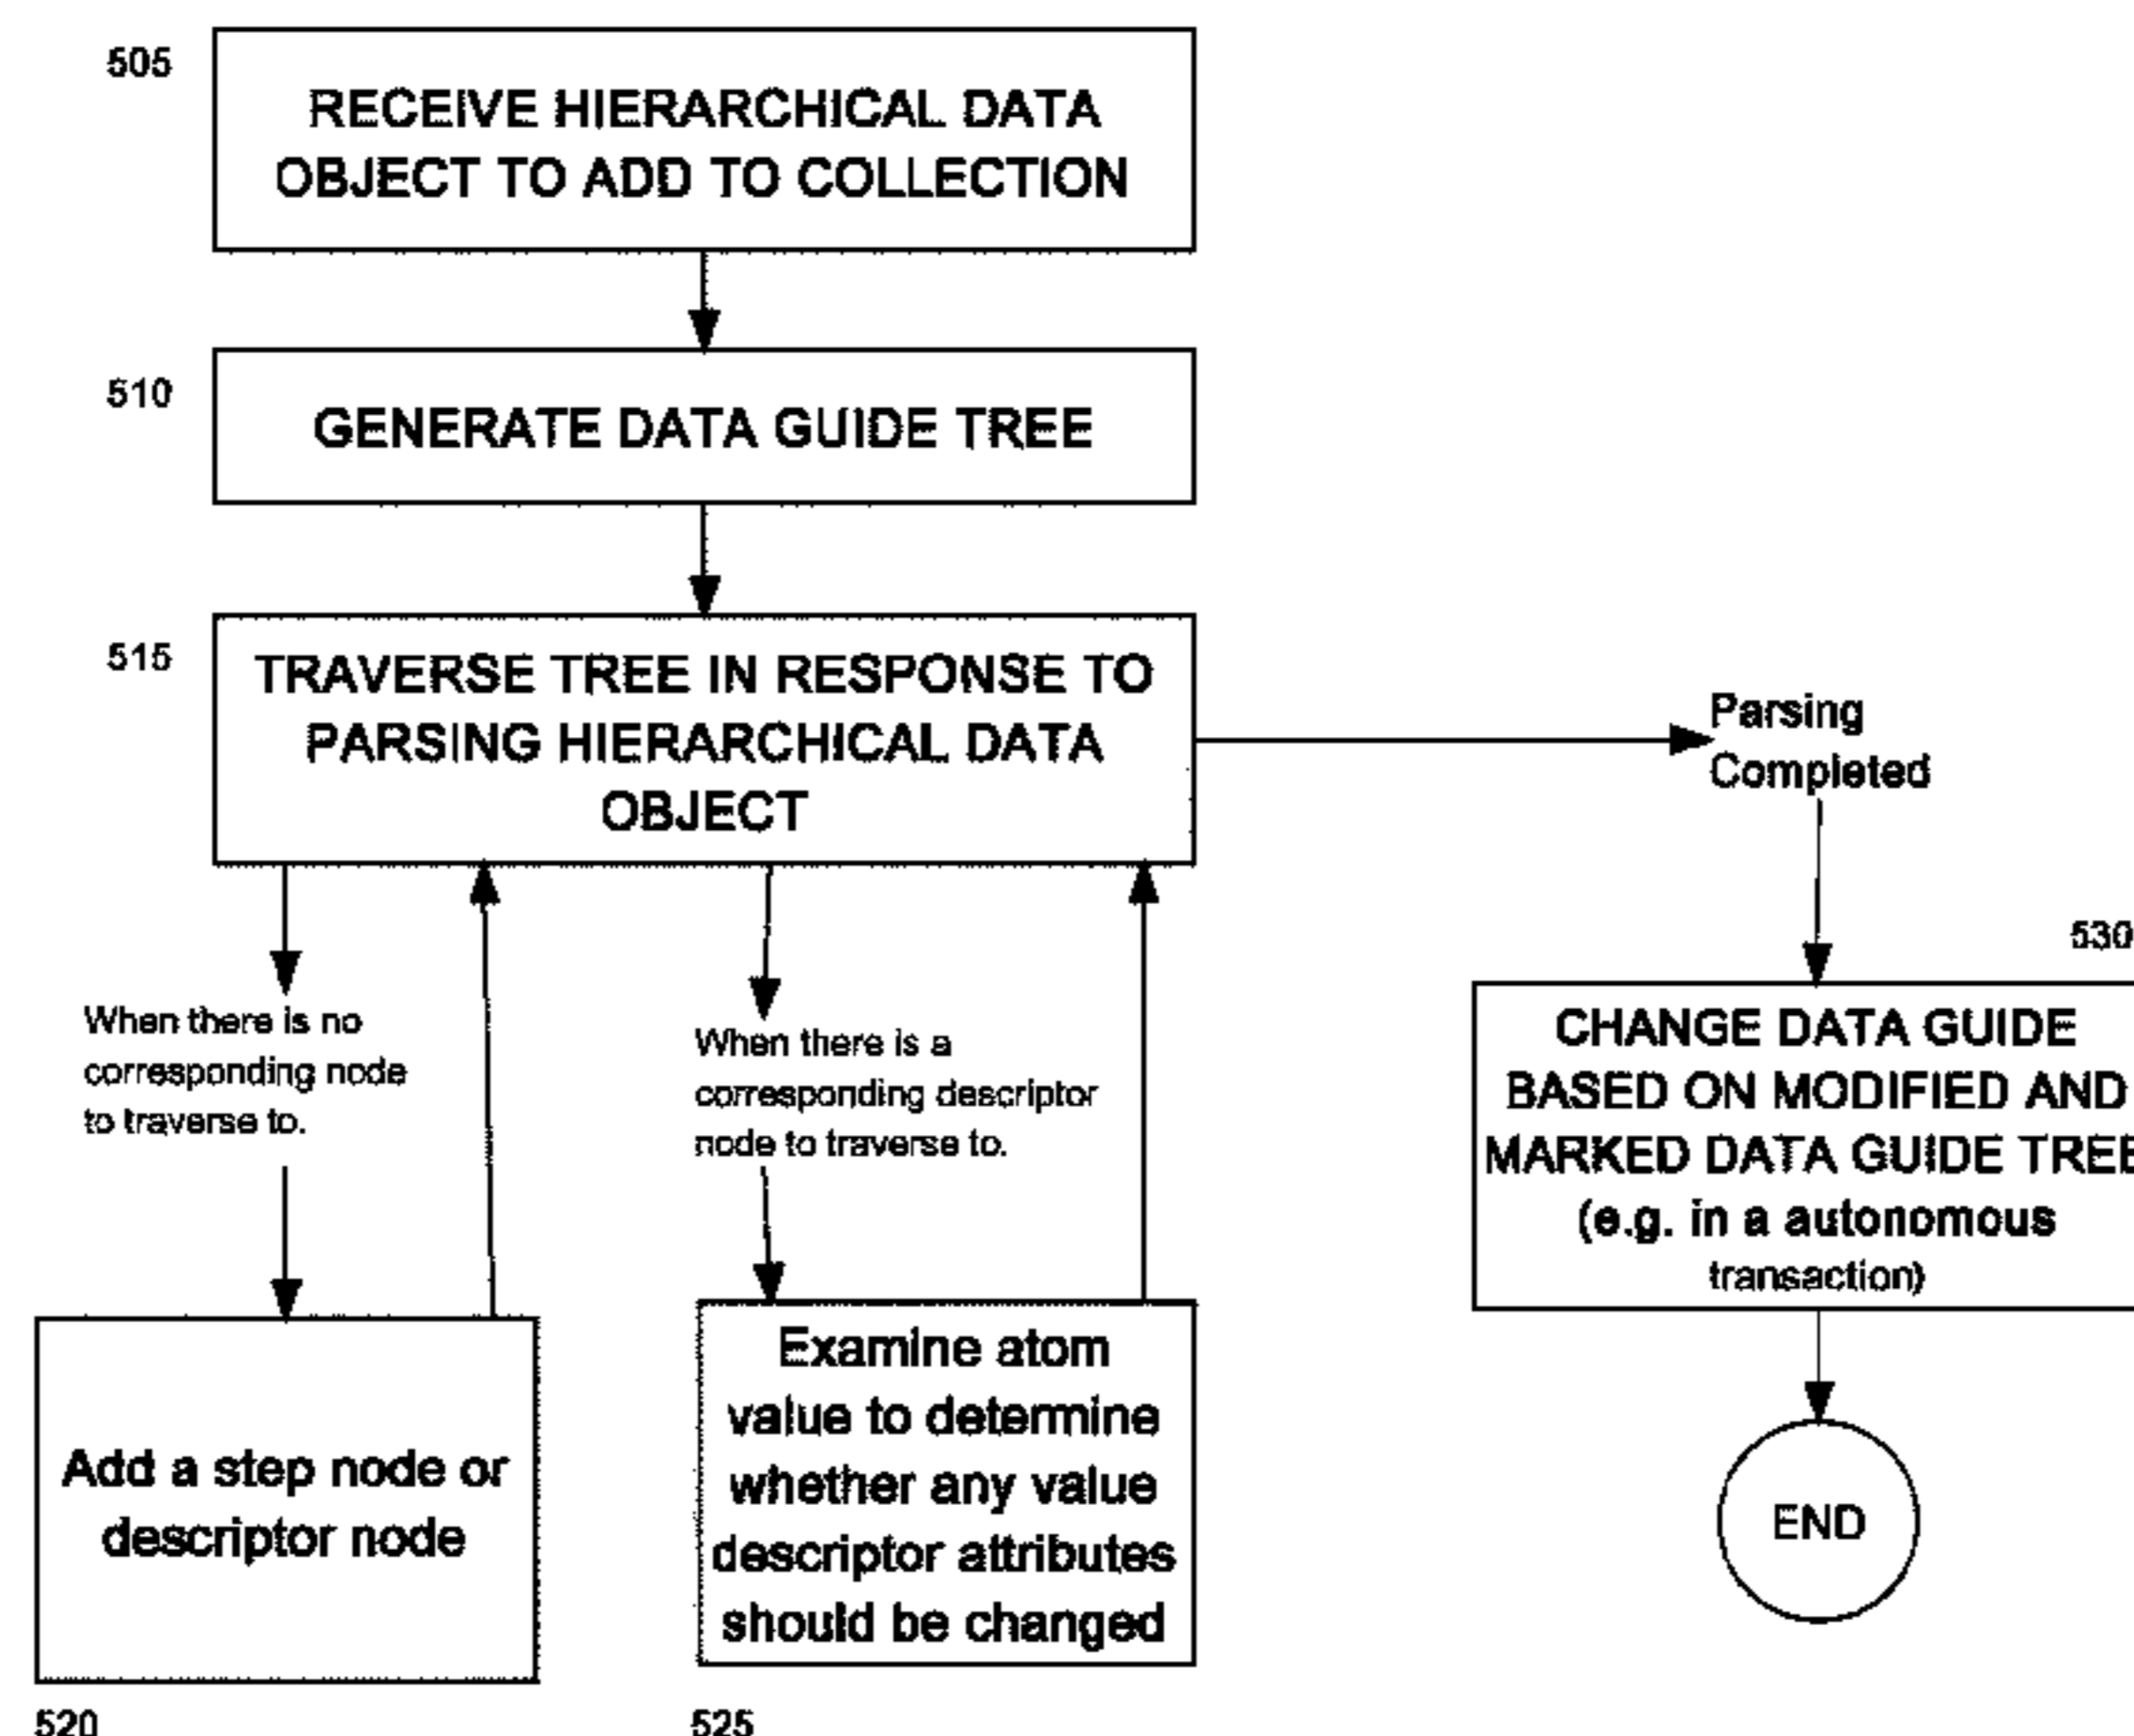 505
RECEIVE HIERARCHICAL DATA
OBJECT TO ADD TO COLLECTION
510
GENERATE DATA GUIDE TREE
515
TRAVERSE TREE IN RESPONSE TO
PARSING HIERARCHICAL DATA
OBJECT
Parsing
Completed
When there is no
corresponding node
to traverse to.
When there is a
corresponding descriptor
node to traverse to.
530
CHANGE DATA GUIDE
BASED ON MODIFIED AND
MARKED DATA GUIDE TREE
(e.g. in a autonomous
transaction)
Add a step node or
descriptor node
520
Examine atom
value to determine
whether any value
descriptor attributes
should be changed
525
END